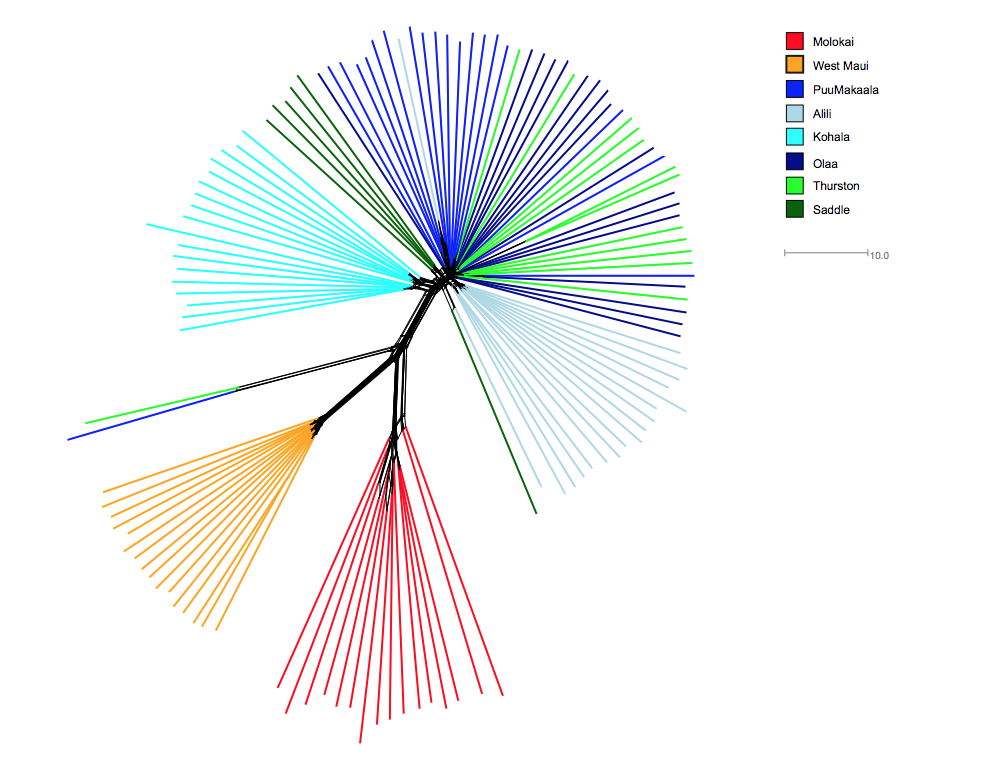 Molokai
West Maui
PuuMakaala
Alili
Kohala
Olaa
Thurston
Saddle
10.0